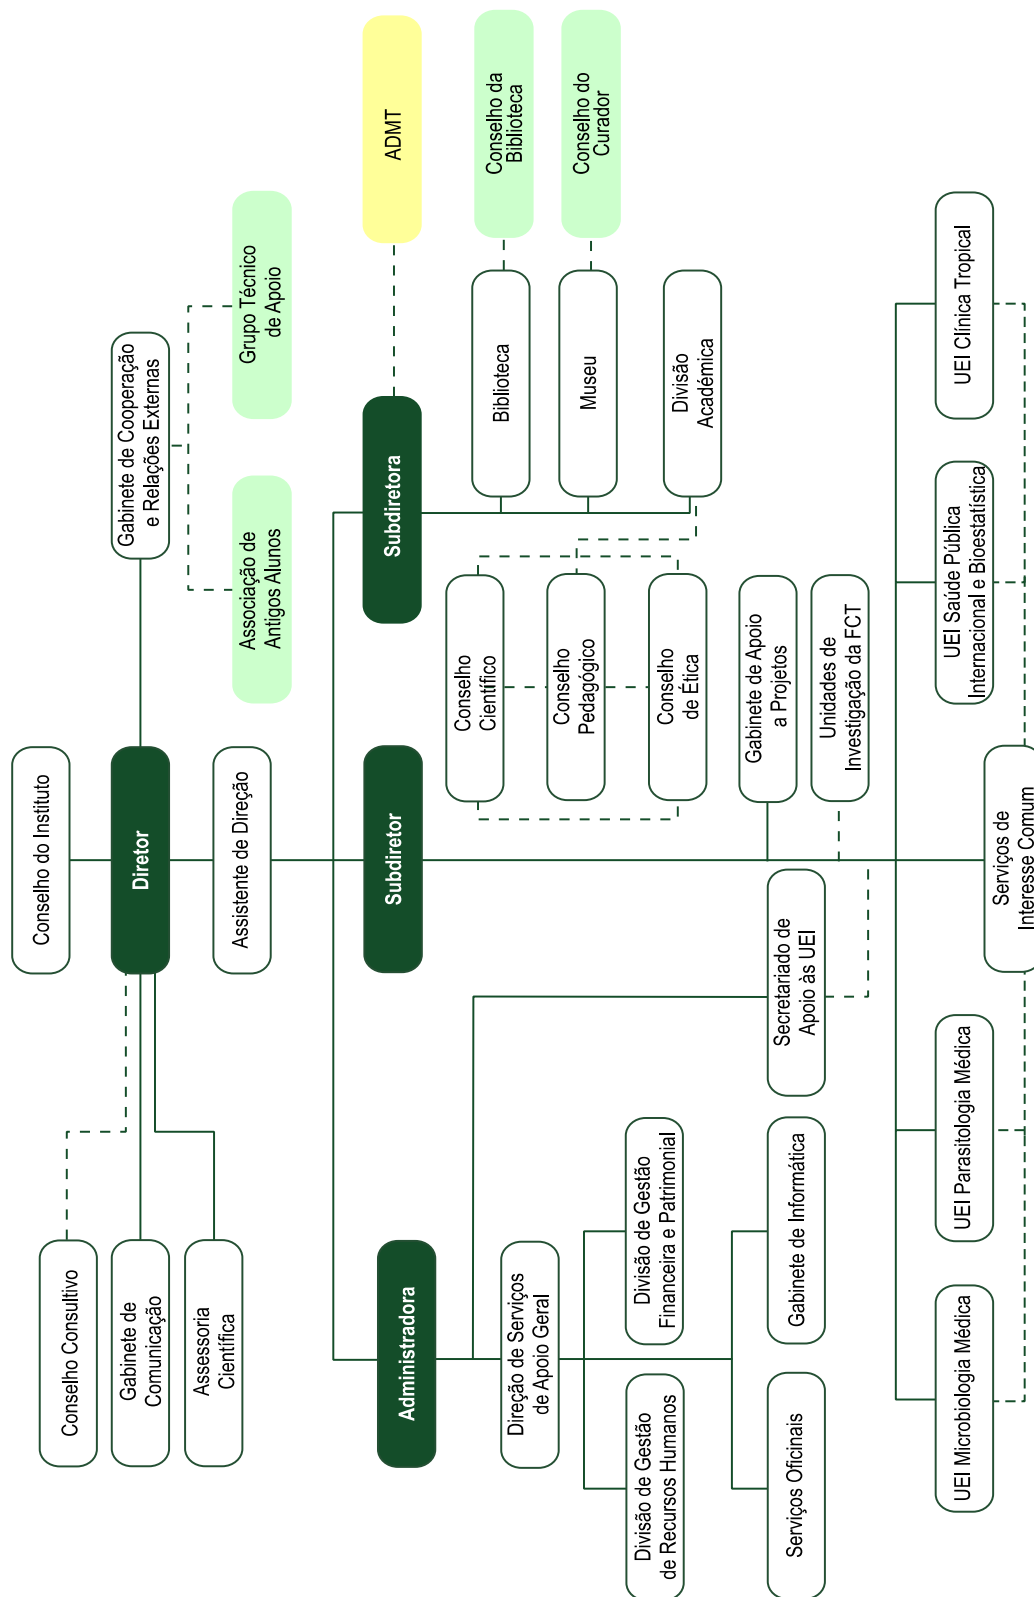 Conselho do Instituto
Conselho Consultivo
Gabinete de
Comunicação
Assessoria
Científica
Diretor
Gabinete de Cooperação
e Relações Externas
Assistente de Direção
Associação de
Antigos Alunos
Grupo Técnico
de Apoio
Administradora
Subdiretor
Subdiretora
ADMT
Direção de Serviços
de Apoio Geral
Conselho
Científico
Biblioteca
Conselho da
Biblioteca
Conselho
Pedagógico
Museu
Conselho do
Curador
Divisão de Gestão
de Recursos Humanos
Divisão de Gestão
Financeira e Patrimonial
Conselho
de Ética
Divisão
Académica
Serviços Oficinais
Gabinete de Informática
Secretariado de
Apoio às UEI
Gabinete de Apoio
a Projetos
Unidades de
Investigação da FCT
UEI Microbiologia Médica
UEI Parasitologia Médica
UEI Saúde Pública
Internacional e Bioestatística
UEI Clínica Tropical
Serviços de
Interesse Comum